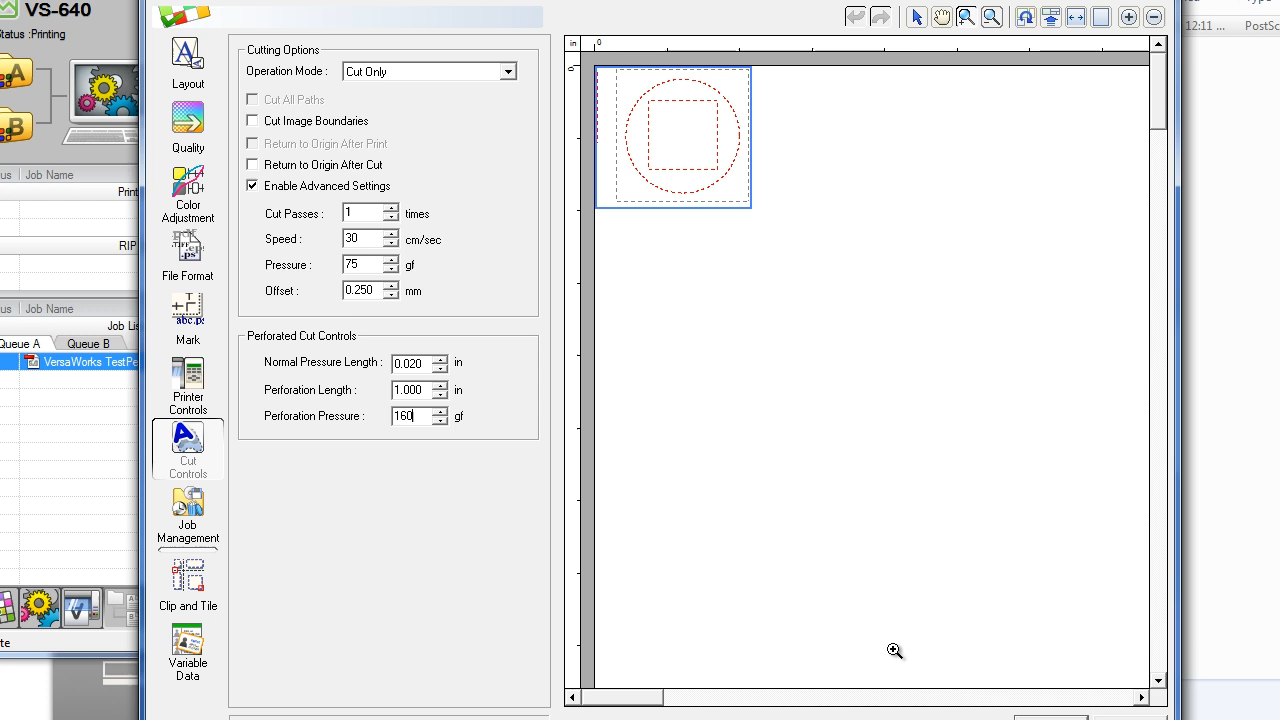 VS-640
Status :Printing
A
B
us Job Name
Print
RIP
us Job Name
Job Lis
Queue A Queue B
VersaWorks TestPe
te
Layout
Quality
Color
Adjustment
File Format
Mark
Printer
Controls
Cut
Controls
Job
Management
Clip and Tile
Variable
Data
Cutting Options
Operation Mode : Cut Only
Cut All Paths
Cut Image Boundaries
Return to Origin After Print
Return to Origin After Cut
Enable Advanced Settings
Cut Passes : 1 times
Speed : 30 cm/sec
Pressure : 75 gf
Offset : 0.250 mm
Perforated Cut Controls
Normal Pressure Length : 0.020 in
Perforation Length : 1.000 in
Perforation Pressure : 160 gf
in 0
0
12:11 ... PostSc